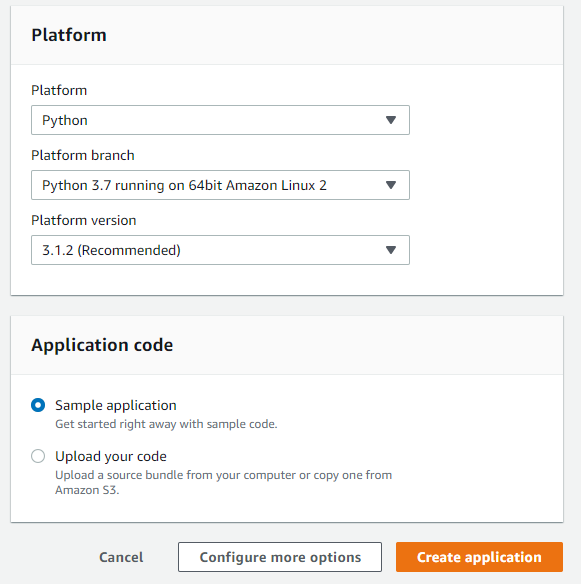 Platform
Platform
Python
Platform branch
Python 3.7 running on 64bit Amazon Linux 2
Platform version
3.1.2 (Recommended)
Application code
Sample application
Get started right away with sample code.
Upload your code
Upload a source bundle from your computer or copy one from
Amazon S3.
Cancel
Configure more options
Create application